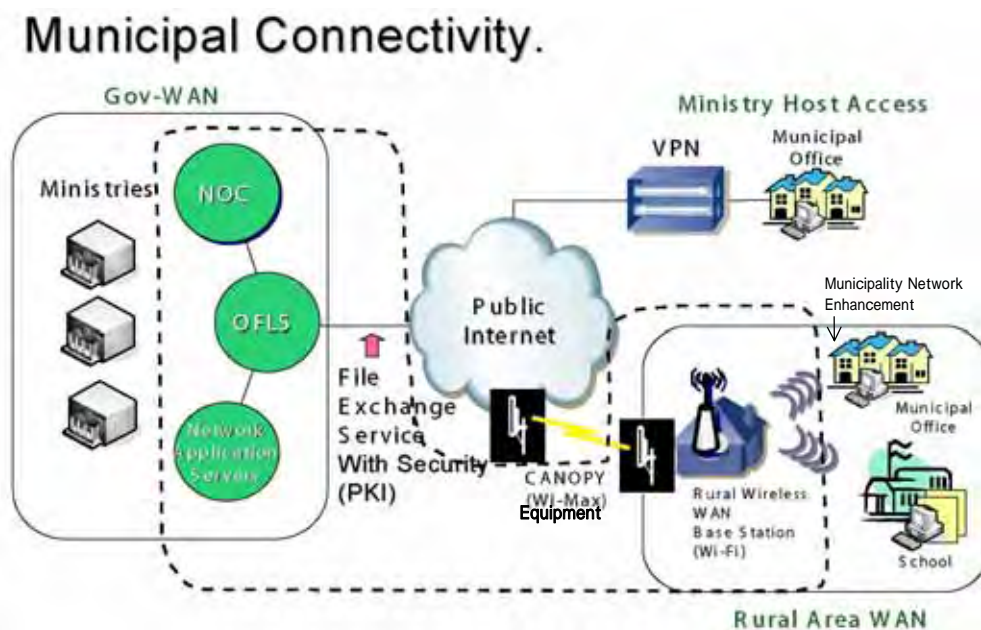 Municipal Connectivity.
Gov-WAN
Ministry Host Access
Ministries
NOC
OFLS
Network
Application
Servers
File
Exchange
Service
With Security
(PKI)
Public
Internet
VPN
Municipal
Office
Municipality Network
Enhancement
CANOPY
(Wi-Max)
Equipment
Rural Wireless
WAN
Base Station
(Wi-Fi)
Municipal
Office
School
Rural Area WAN